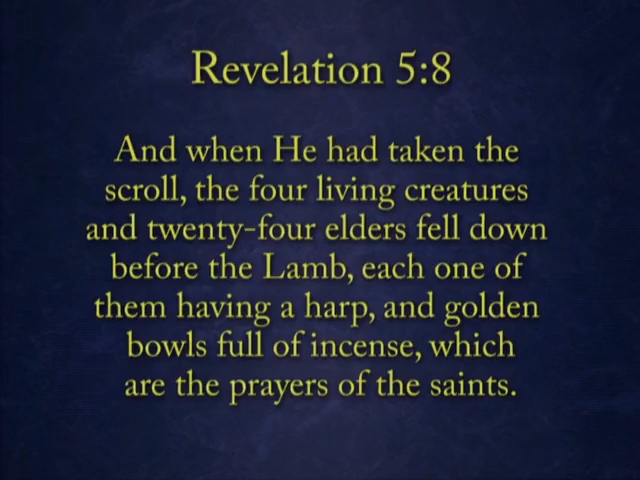 Revelation 5:8
And when He had taken the
scroll, the four living creatures
and twenty-four elders fell down
before the Lamb, each one of
them having a harp, and golden
bowls full of incense, which
are the prayers of the saints.